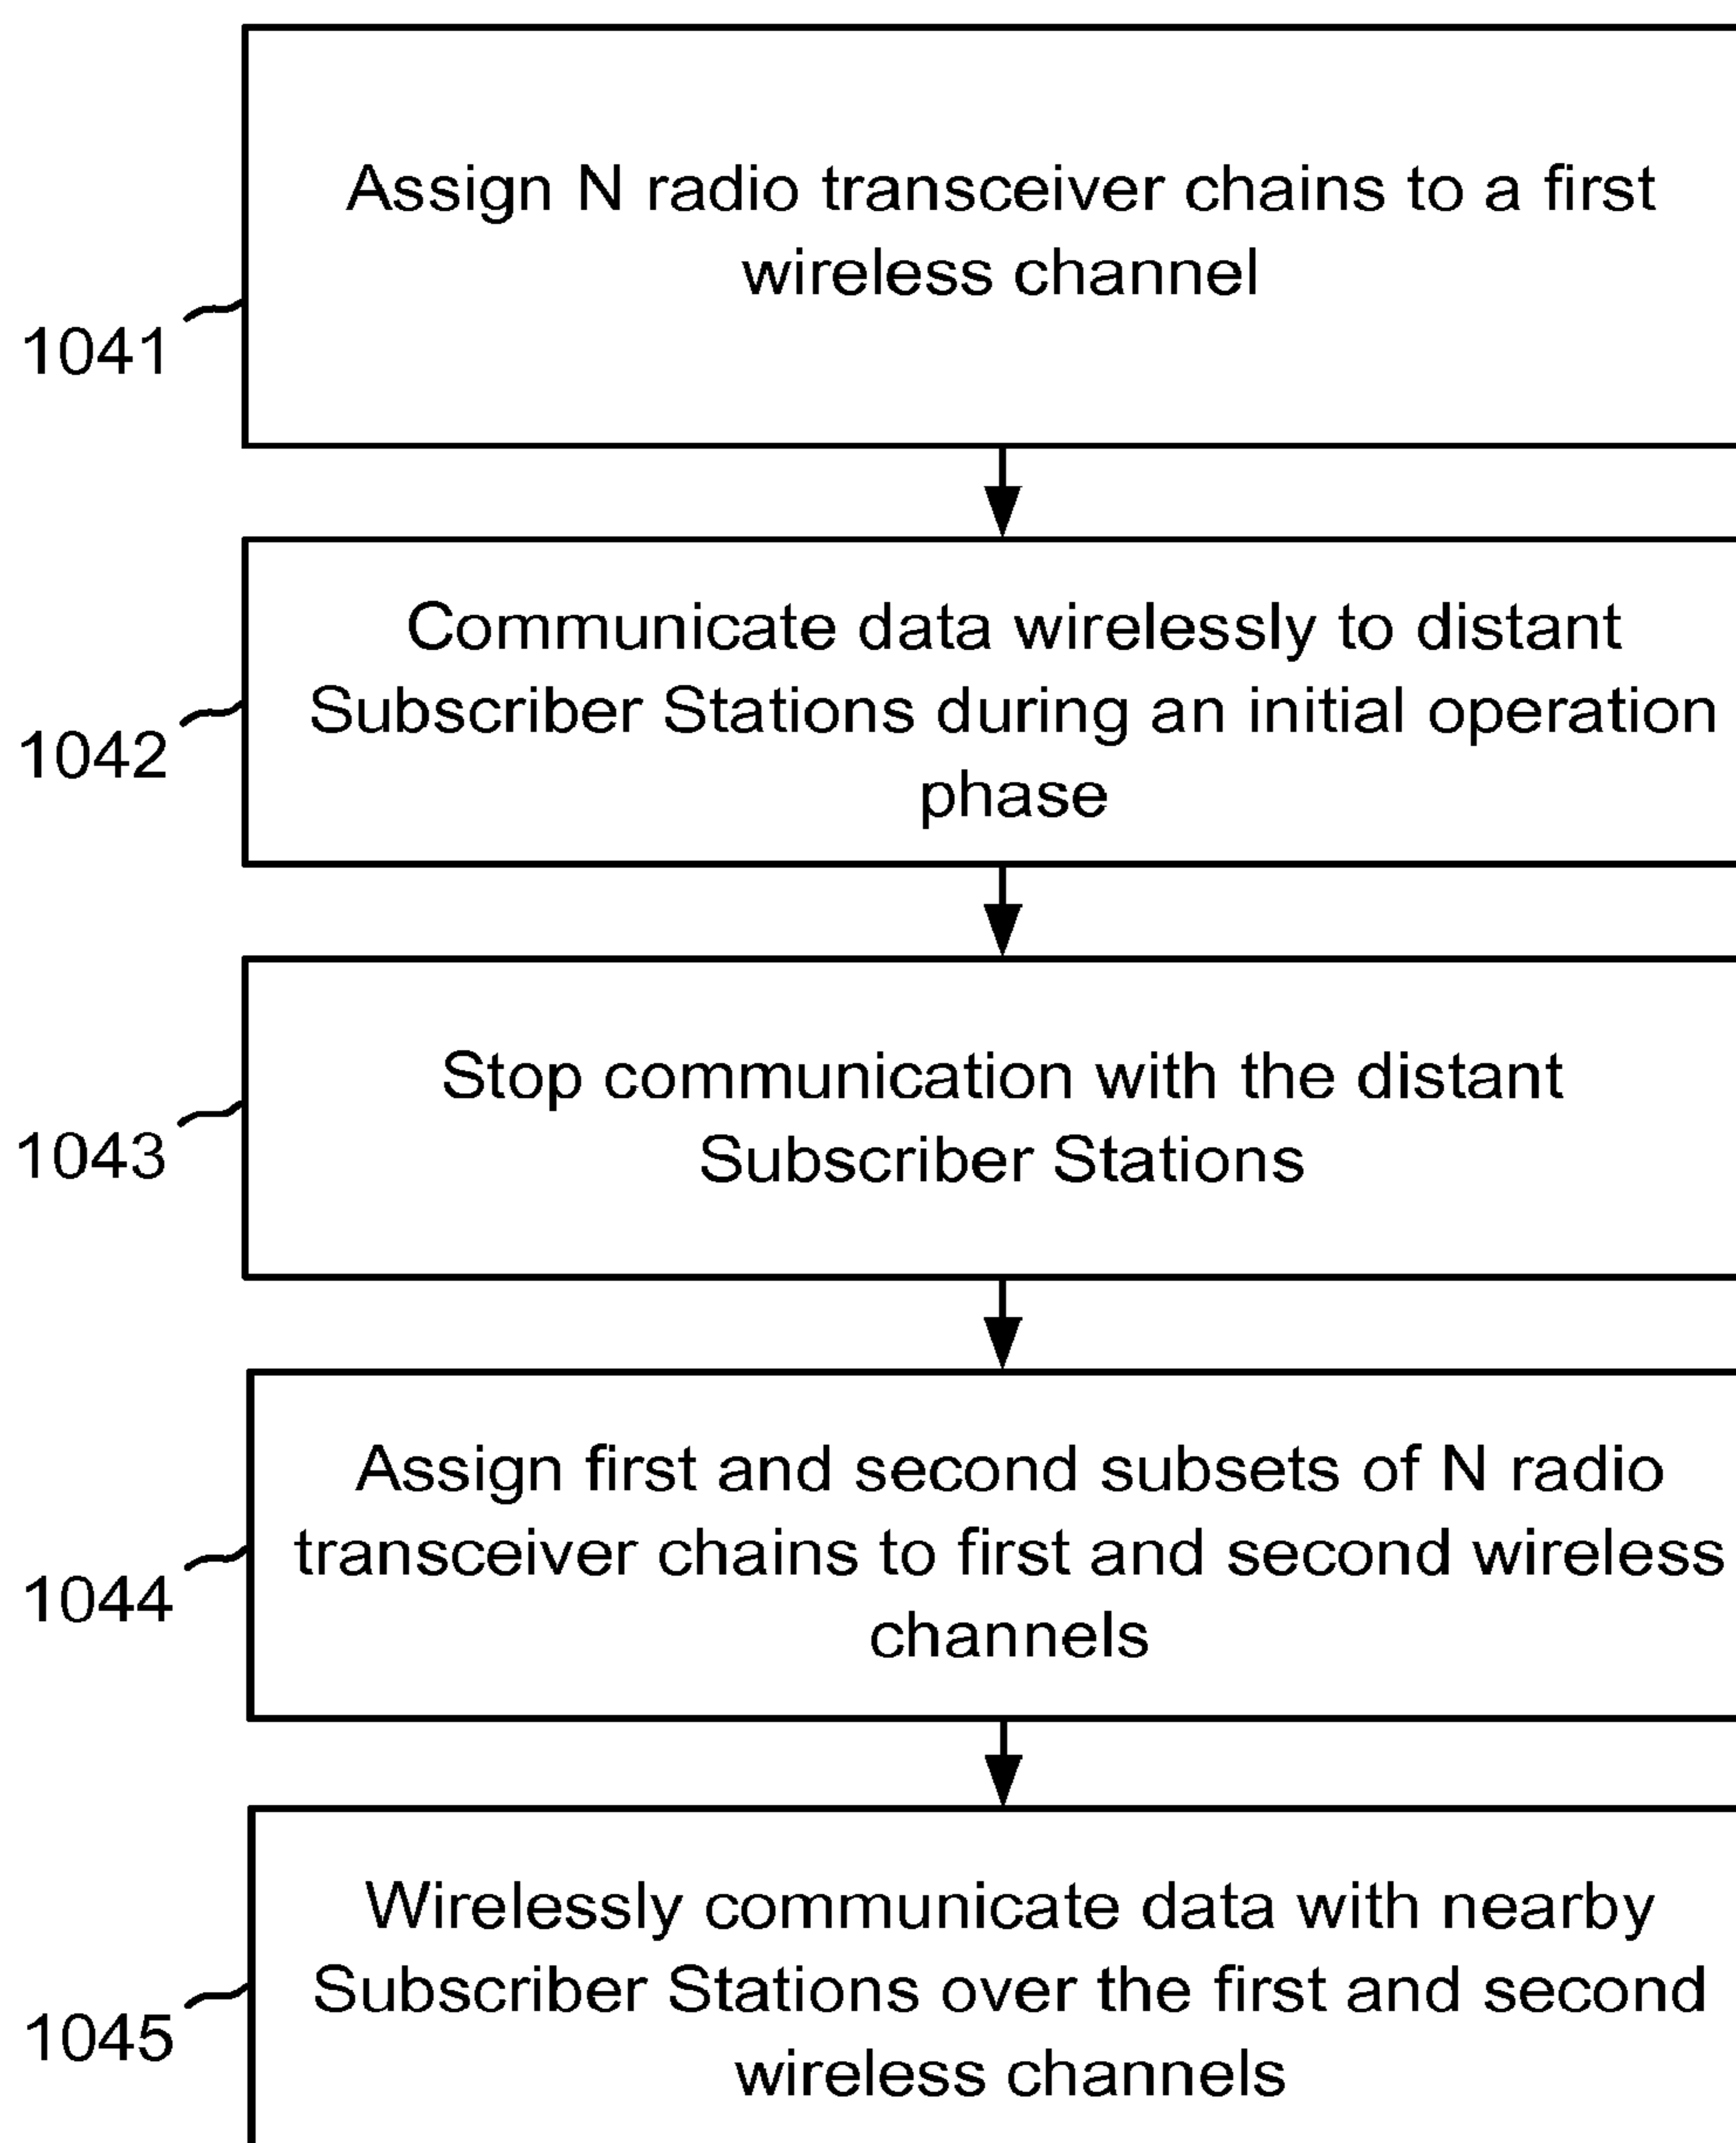 Assign N radio transceiver chains to a first
wireless channel
1041
Communicate data wirelessly to distant
Subscriber Stations during an initial operation
phase
1042
Stop communication with the distant
Subscriber Stations
1043
Assign first and second subsets of N radio
transceiver chains to first and second wireless
channels
1044
Wirelessly communicate data with nearby
Subscriber Stations over the first and second
wireless channels
1045